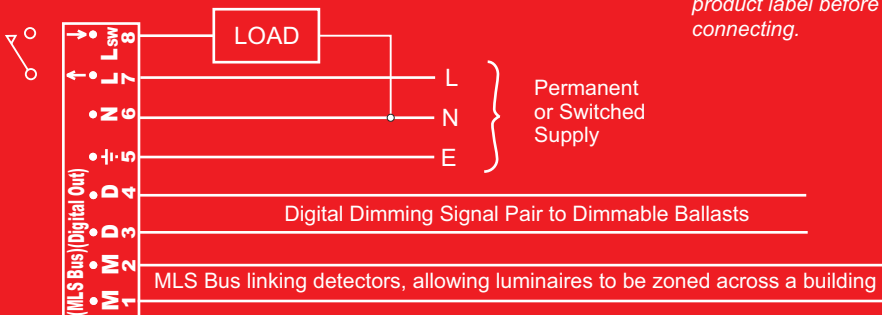 product label before
connecting.
LOAD
Lsw 8
L 7
N 6
5
D 4
D 3
M 2
M 1
(MLS Bus)(Digital Out)
L
N
E
Permanent
or Switched
Supply
Digital Dimming Signal Pair to Dimmable Ballasts
MLS Bus linking detectors, allowing luminaires to be zoned across a building